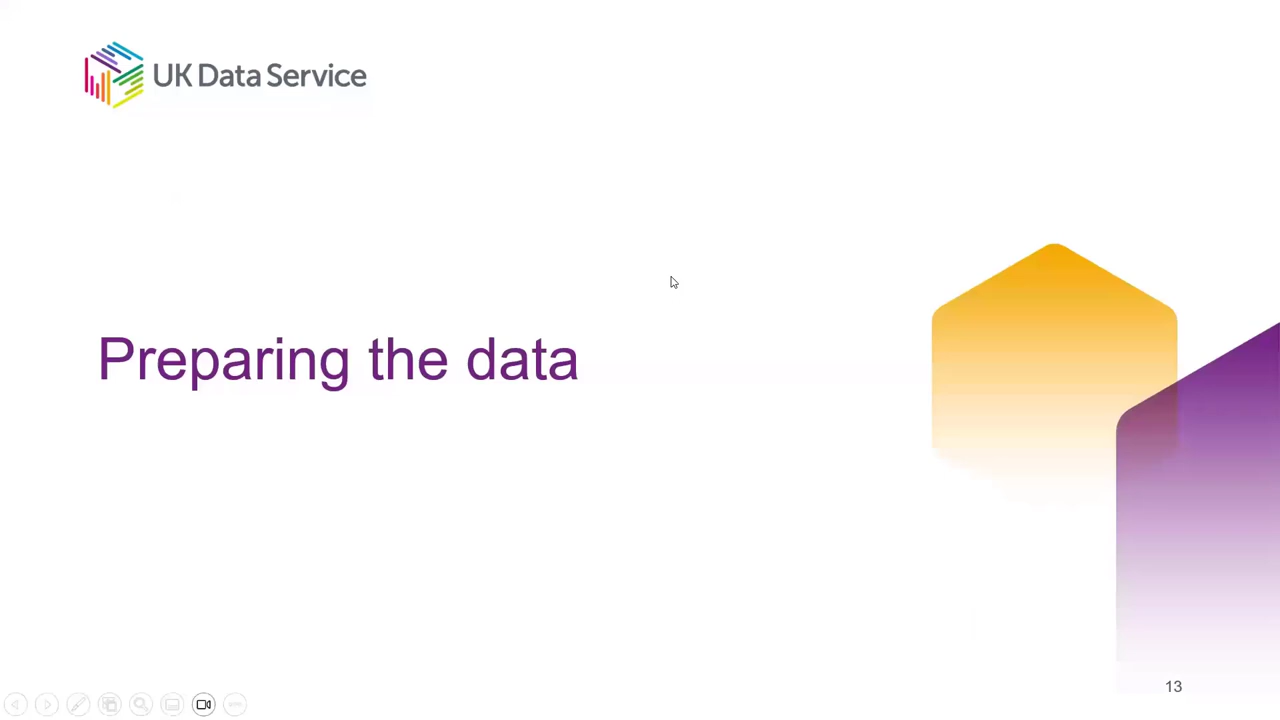 UK Data Service
Preparing the data
13